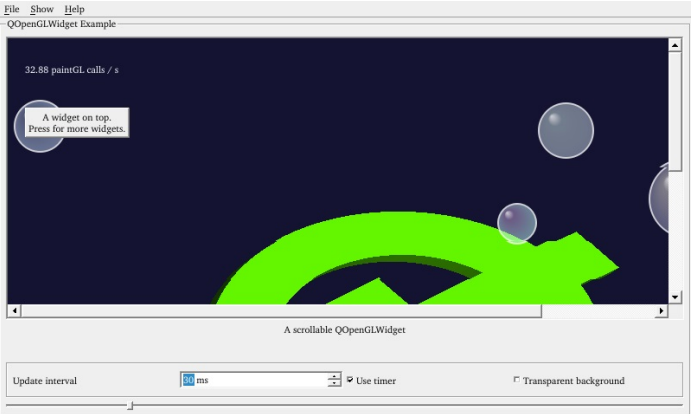 File Show Help
QOpenGLWidget Example
32.88 paintGL calls / s
A widget on top.
Press for more widgets.
A scrollable QOpenGLWidget
Update interval 30 ms Use timer Transparent background